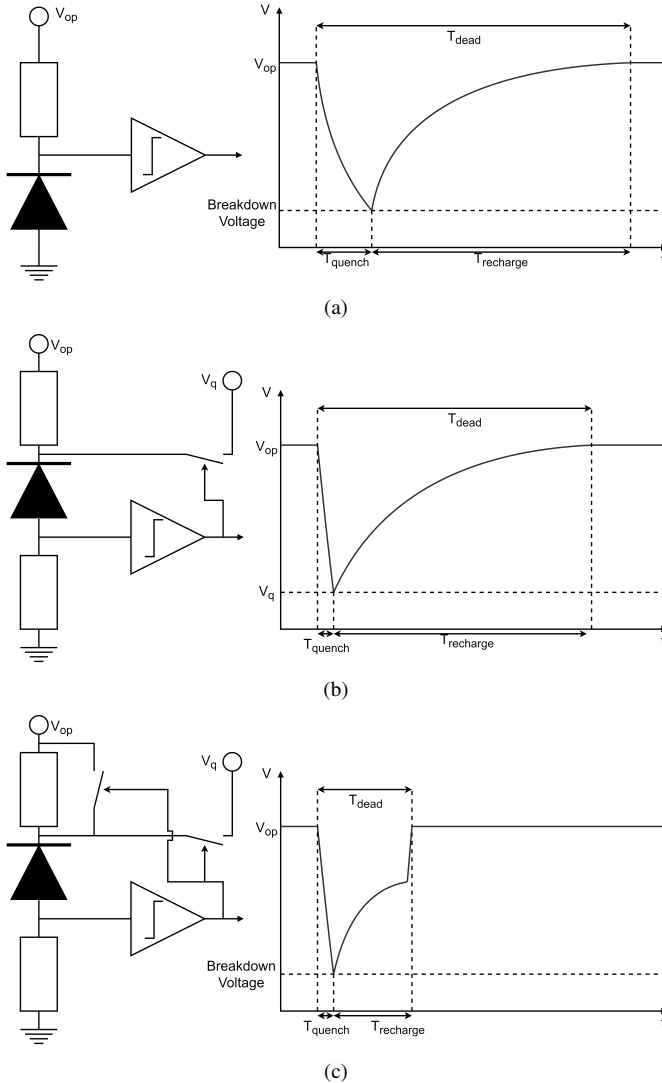 V_op
V
T_dead
V_op
Breakdown
Voltage
T_quench
T_recharge
(a)
V_op
V_q
V
T_dead
V_op
V_q
T_quench
T_recharge
(b)
V_op
V_q
V
T_dead
V_op
Breakdown
Voltage
T_quench
T_recharge
(c)